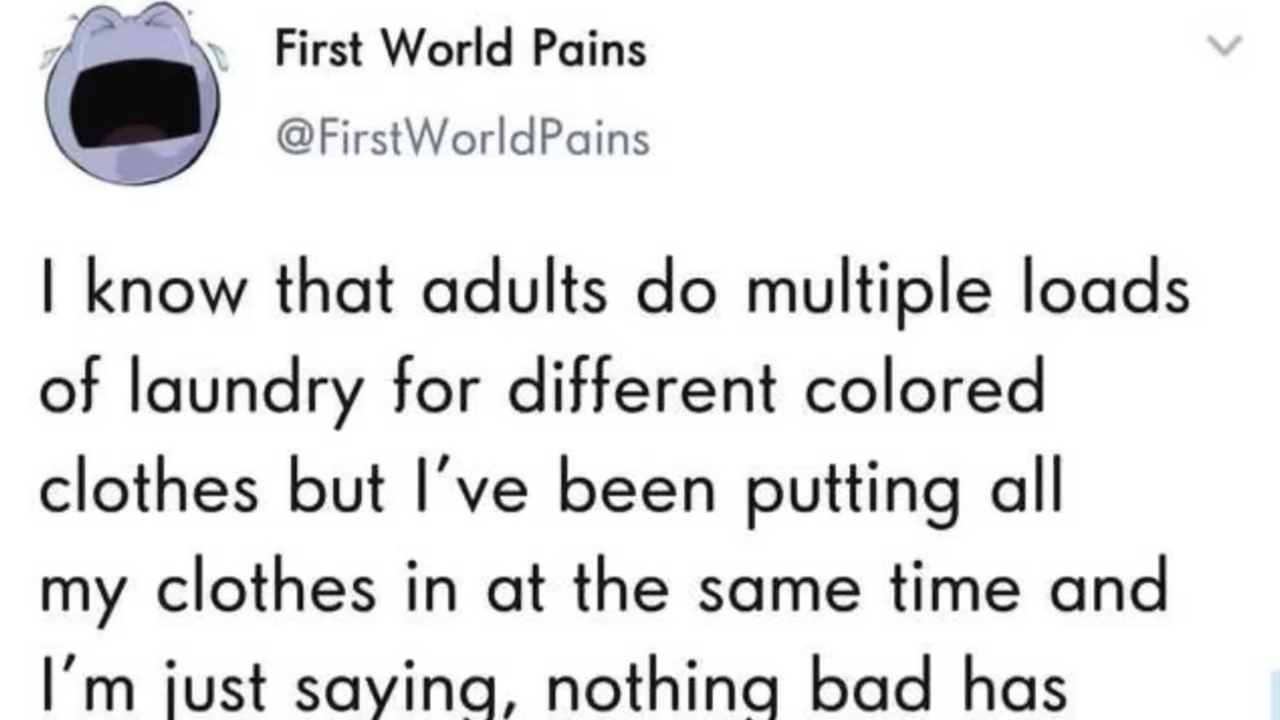 First World Pains
@FirstWorldPains
I know that adults do multiple loads
of laundry for different colored
clothes but I’ve been putting all
my clothes in at the same time and
I’m just saying, nothing bad has